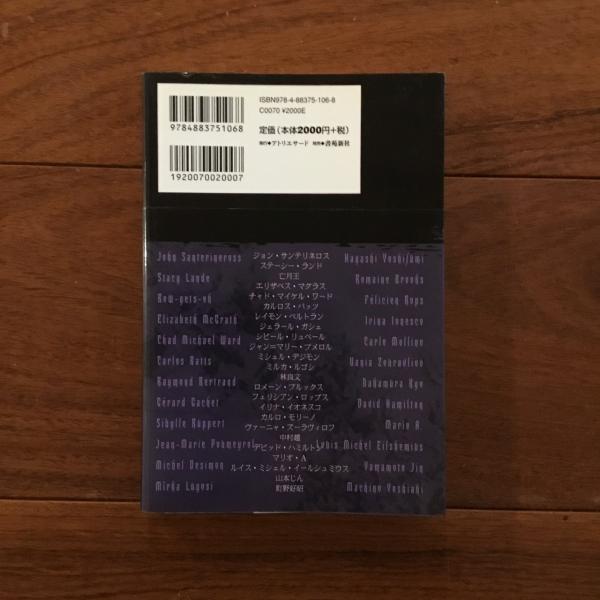 ISBN978-4-88375-106-8
C0070 ¥2000E
定価(本体2000円+税)
発行◆アトリエサード 発売◆書苑新社
9784883751068
1920070020007
John Santerineross
Stacy Lande
Elizabeth McGrath
Chad Michael Ward
Carlos Batts
Raymond Bertrand
Gérard Gachet
Sibylle Ruppert
Jean-Marie Poumeyrol
Michel Desimon
Mirka Lugosi
ジョン・サンテリネロス
ステーシー・ランド
亡月王
エリザベス・マグラス
チャド・マイケル・ワード
カルロス・バッツ
レイモン・ベルトラン
ジェラール・ガシェ
シビール・リュペール
ジャン=マリー・プメロル
ミシェル・デジモン
ミルカ・ルゴシ
林良文
ロメーン・ブルックス
フェリシアン・ロップス
イリナ・イオネスコ
カルロ・モリーノ
ヴァーニャ・ズーラヴィロフ
中村趫
デビッド・ハミルトン
マリオ・A
ルイス・ミシェル・イールシュミウス
山本じん
町野好昭
Hayashi Yoshifumi
Romaine Brooks
Félicien Rops
Irina Ionesco
Carlo Mollino
Vania Zouravliov
Nakamura Kyo
David Hamilton
Mario A.
Louis Michel Eilshemius
Yamamoto Jin
Machino Yoshiaki